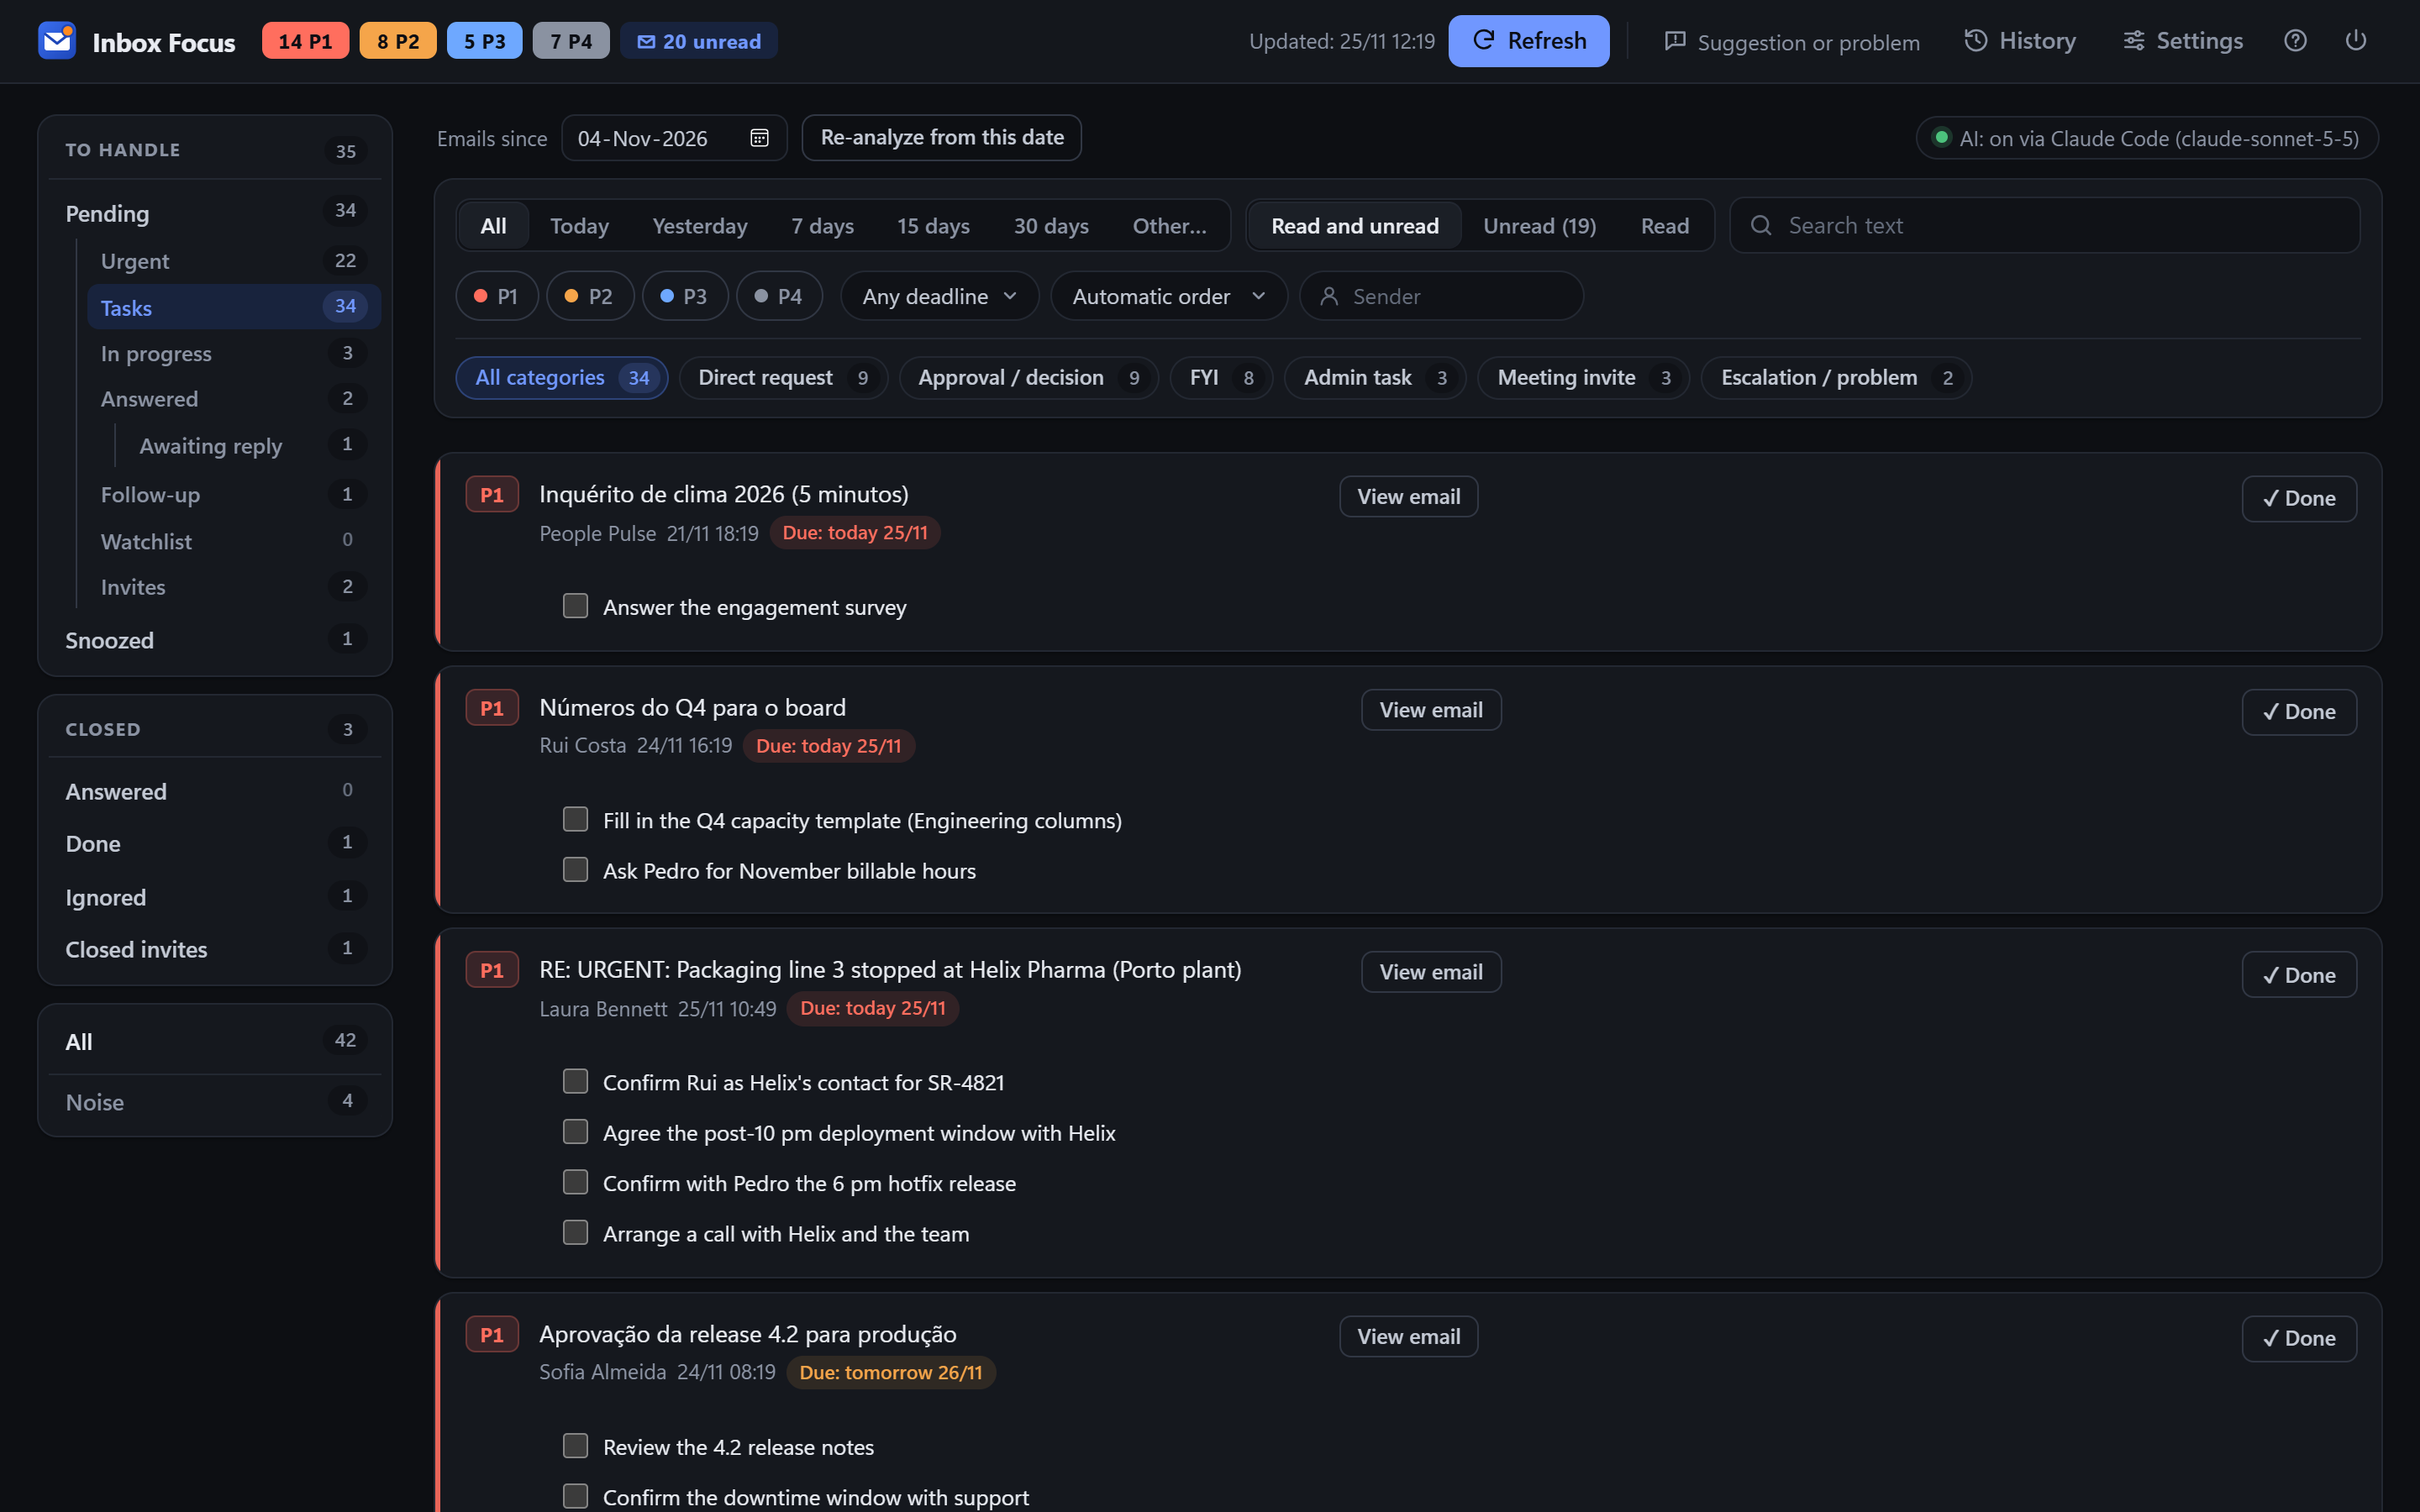 Inbox Focus
14 P1
8 P2
5 P3
7 P4
20 unread
Updated: 25/11 12:19
Refresh
Suggestion or problem
History
Settings
TO HANDLE 35
Pending 34
Urgent 22
Tasks 34
In progress 3
Answered 2
Awaiting reply 1
Follow-up 1
Watchlist 0
Invites 2
Snoozed 1
CLOSED 3
Answered 0
Done 1
Ignored 1
Closed invites 1
All 42
Noise 4
Emails since 04-Nov-2026 Re-analyze from this date
AI: on via Claude Code (claude-sonnet-5-5)
All Today Yesterday 7 days 15 days 30 days Other...
Read and unread Unread (19) Read
Search text
P1 P2 P3 P4 Any deadline Automatic order Sender
All categories 34 Direct request 9 Approval / decision 9 FYI 8 Admin task 3 Meeting invite 3 Escalation / problem 2
P1 Inquérito de clima 2026 (5 minutos) View email ✓ Done
People Pulse 21/11 18:19 Due: today 25/11
Answer the engagement survey
P1 Números do Q4 para o board View email ✓ Done
Rui Costa 24/11 16:19 Due: today 25/11
Fill in the Q4 capacity template (Engineering columns)
Ask Pedro for November billable hours
P1 RE: URGENT: Packaging line 3 stopped at Helix Pharma (Porto plant) View email ✓ Done
Laura Bennett 25/11 10:49 Due: today 25/11
Confirm Rui as Helix's contact for SR-4821
Agree the post-10 pm deployment window with Helix
Confirm with Pedro the 6 pm hotfix release
Arrange a call with Helix and the team
P1 Aprovação da release 4.2 para produção View email ✓ Done
Sofia Almeida 24/11 08:19 Due: tomorrow 26/11
Review the 4.2 release notes
Confirm the downtime window with support